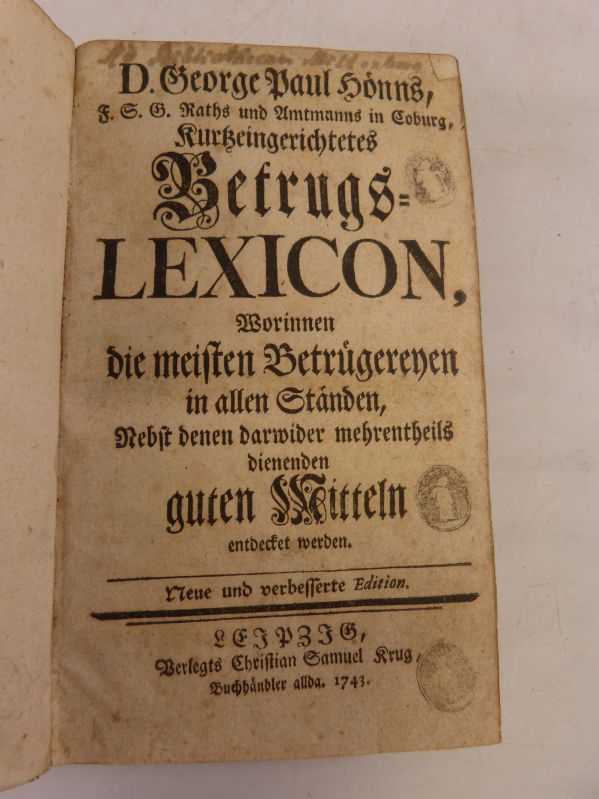 D. George Paul Hönns,
F. S. G. Raths und Amtmanns in Coburg,
Kurtzeingerichtetes
Betrugs-
LEXICON,
Worinnen
die meisten Betrügereyen
in allen Ständen,
Nebst denen darwider mehrentheils
dienenden
guten Mitteln
entdecket werden.
Neue und verbesserte Edition.
LEIPZIG,
Verlegts Christian Samuel Krug,
Buchhändler allda. 1743.